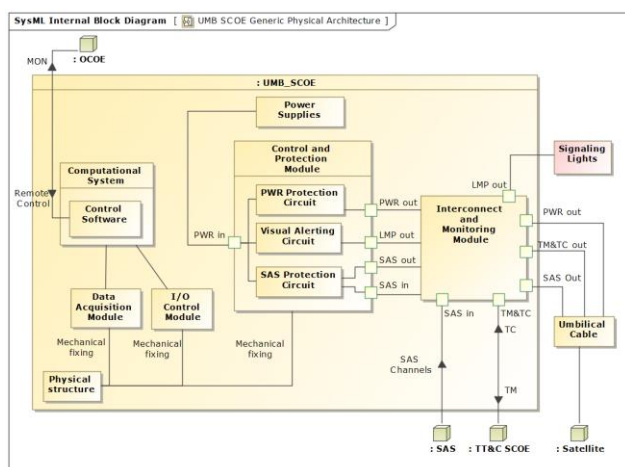 SysML Internal Block Diagram [ UMB SCOE Generic Physical Architecture ]
MON
: OCOE
: UMB_SCOE
Power
Supplies
Control and
Protection
Module
Signaling
Lights
Computational
System
LMP out
Remote
Control
Control
Software
PWR Protection
Circuit
PWR out
Interconnect
and
Monitoring
Module
PWR out
PWR in
Visual Alerting
Circuit
LMP out
TM&TC out
SAS Protection
Circuit
SAS out
SAS in
SAS Out
Data
Acquisition
Module
I/O
Control
Module
SAS in
TM&TC
TC
Umbilical
Cable
Mechanical
fixing
Mechanical
fixing
Mechanical
fixing
SAS
Channels
Physical
structure
TM
: SAS
: TT&C SCOE
: Satellite